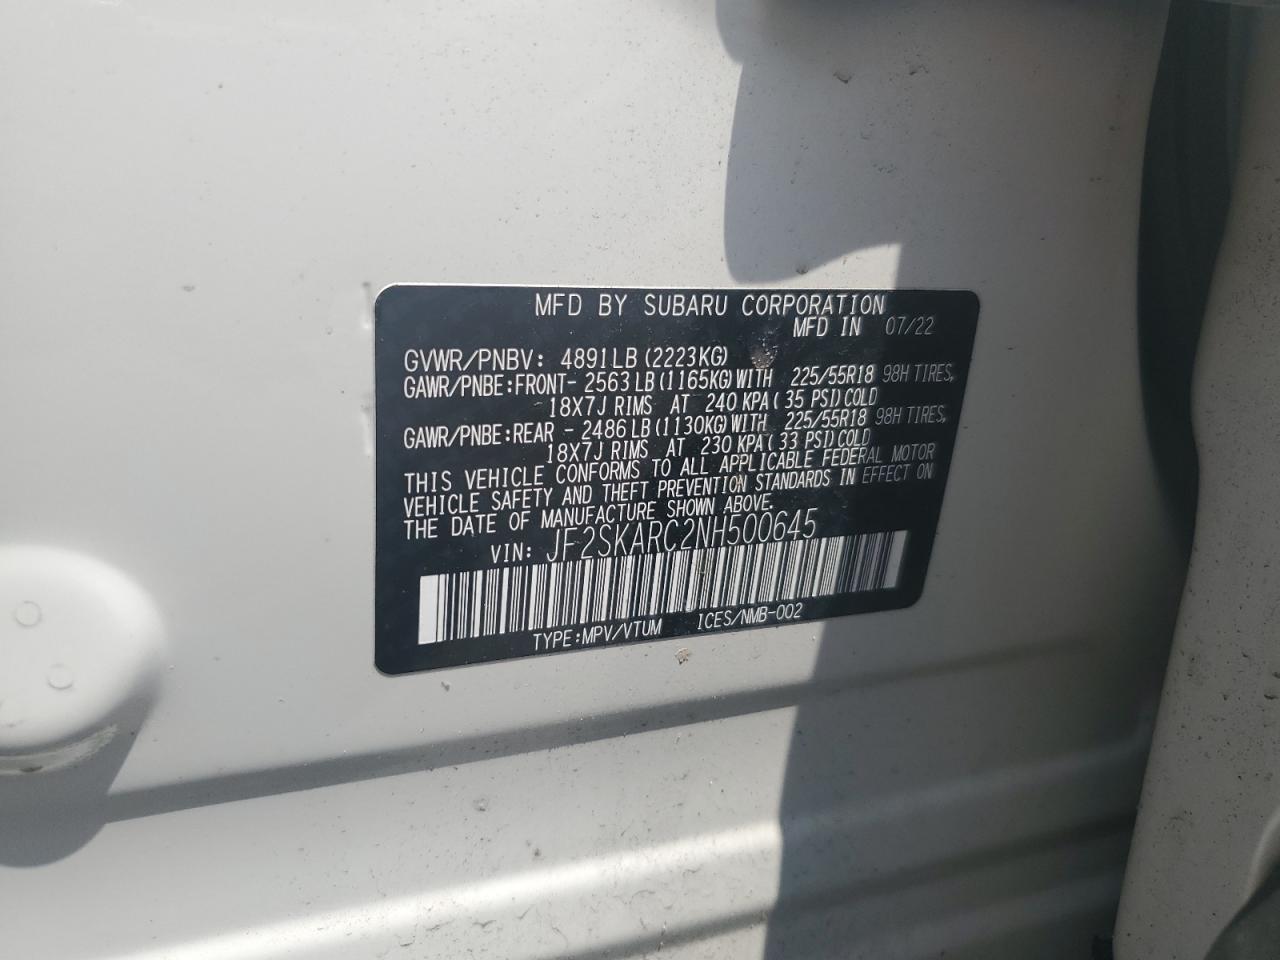 MFD BY SUBARU CORPORATION
MFD IN 07/22
GVWR/PNBV: 4891LB (2223KG)
GAWR/PNBE:FRONT- 2563LB (1165KG) WITH 225/55R18 98H TIRES,
18X7J RIMS AT 240 KPA (35 PSI) COLD
GAWR/PNBE:REAR - 2486LB (1130KG) WITH 225/55R18 98H TIRES,
18X7J RIMS AT 230 KPA (33 PSI) COLD
THIS VEHICLE CONFORMS TO ALL APPLICABLE FEDERAL MOTOR
VEHICLE SAFETY AND THEFT PREVENTION STANDARDS IN EFFECT ON
THE DATE OF MANUFACTURE SHOWN ABOVE.
VIN: JF2SKARC2NH500645
TYPE:MPV/VTUM ICES/NMB-002